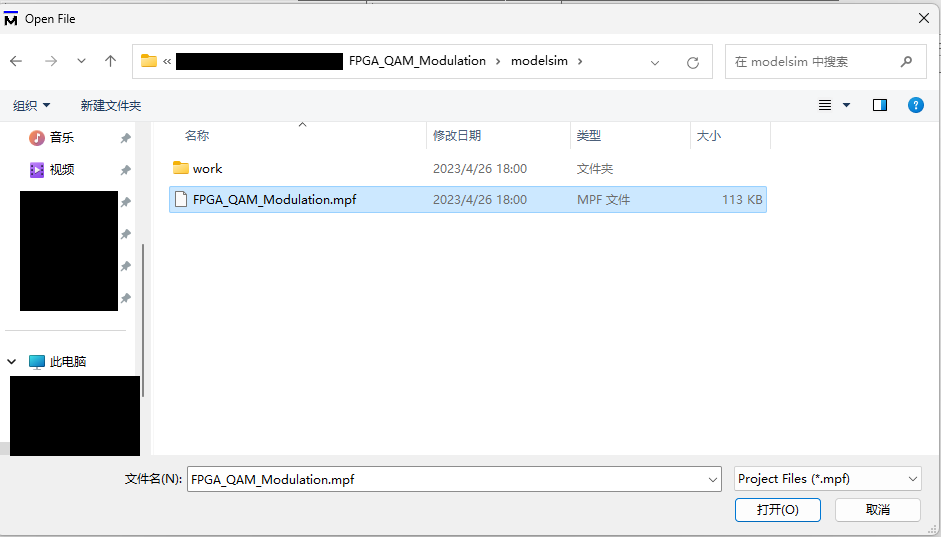 Open File
« FPGA_QAM_Modulation > modelsim >
在 modelsim 中搜索
组织 新建文件夹
音乐
视频
此电脑
名称 修改日期 类型 大小
work 2023/4/26 18:00 文件夹
FPGA_QAM_Modulation.mpf 2023/4/26 18:00 MPF 文件 113 KB
文件名(N): FPGA_QAM_Modulation.mpf Project Files (*.mpf)
打开(O) 取消